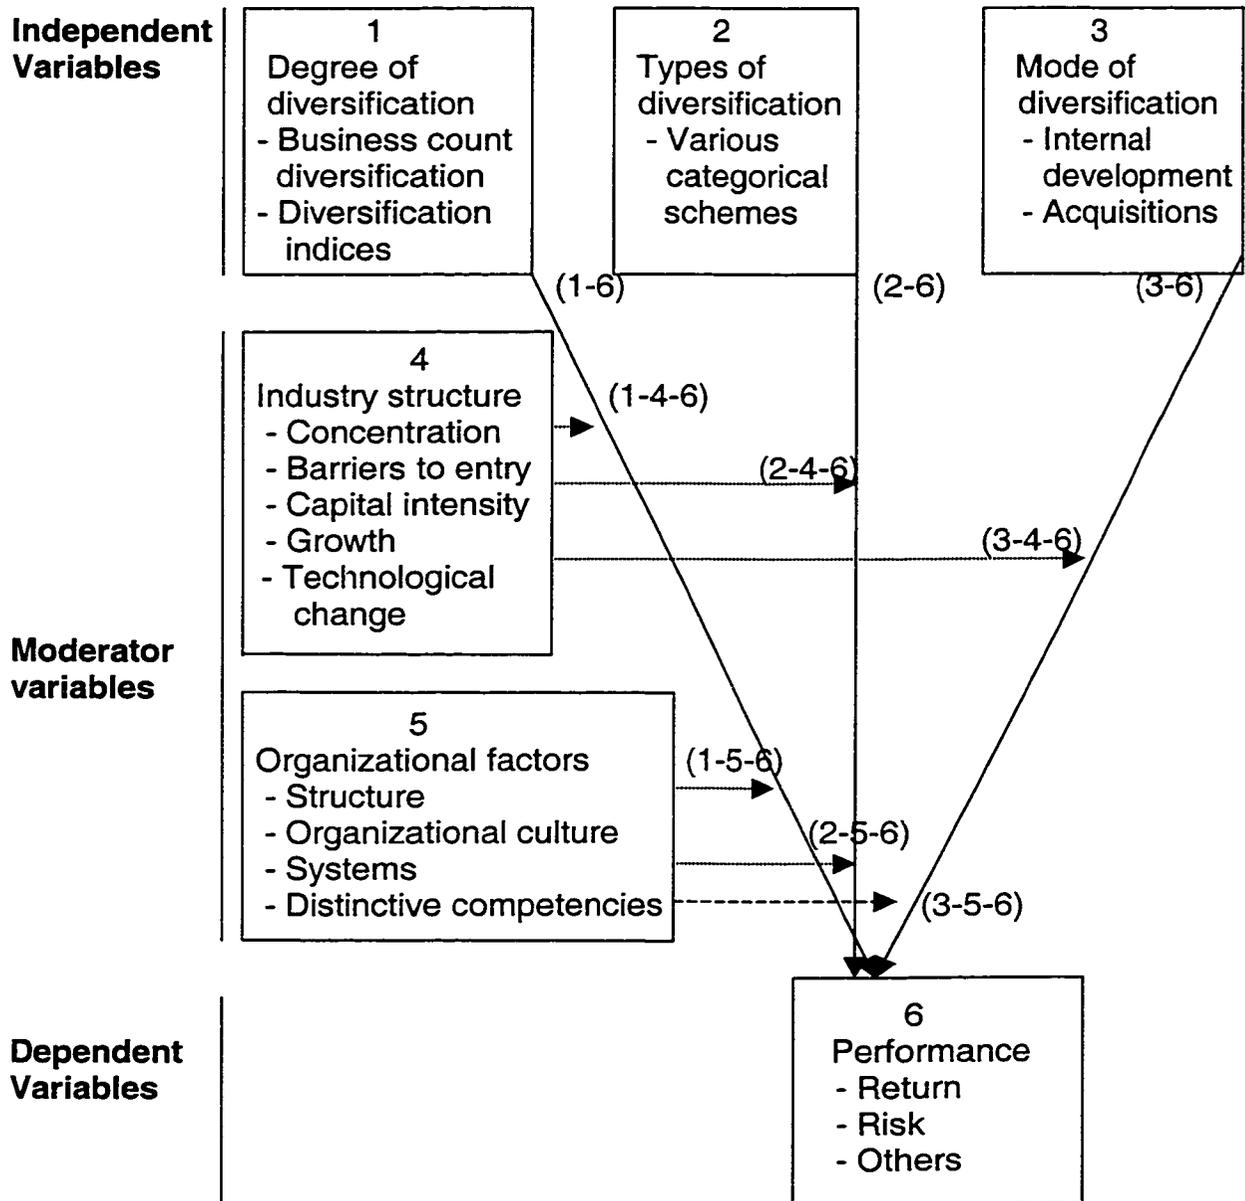 Independent
Variables
1
Degree of
diversification
- Business count
diversification
- Diversification
indices
2
Types of
diversification
- Various
categorical
schemes
3
Mode of
diversification
- Internal
development
- Acquisitions
(1-6)
(2-6)
(3-6)
Moderator
variables
4
Industry structure
- Concentration
- Barriers to entry
- Capital intensity
- Growth
- Technological
change
(1-4-6)
(2-4-6)
(3-4-6)
5
Organizational factors
- Structure
- Organizational culture
- Systems
- Distinctive competencies
(1-5-6)
(2-5-6)
(3-5-6)
Dependent
Variables
6
Performance
- Return
- Risk
- Others